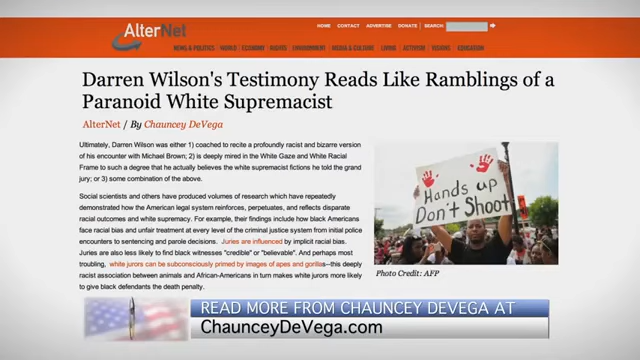 AlterNet
HOME CONTACT ADVERTISE DONATE SEARCH:
NEWS & POLITICS WORLD ECONOMY RIGHTS ENVIRONMENT MEDIA & CULTURE LIVING ACTIVISM VISIONS EDUCATION
Darren Wilson's Testimony Reads Like Ramblings of a
Paranoid White Supremacist
AlterNet / By Chauncey DeVega
Ultimately, Darren Wilson was either 1) coached to recite a profoundly racist and bizarre version
of his encounter with Michael Brown; 2) is deeply mired in the White Gaze and White Racial
Frame to such a degree that he actually believes the white supremacist fictions he told the grand
jury; or 3) some combination of the above.
Social scientists and others have produced volumes of research which have repeatedly
demonstrated how the American legal system reinforces, perpetuates, and reflects disparate
racial outcomes and white supremacy. For example, their findings include how black Americans
face racial bias and unfair treatment at every level of the criminal justice system from initial police
encounters to sentencing and parole decisions. Juries are influenced by implicit racial bias.
Juries are also less likely to find black witnesses "credible" or "believable". And perhaps most
troubling, white jurors can be subconsciously primed by images of apes and gorillas--this deeply
racist association between animals and African-Americans in turn makes white jurors more likely
to give black defendants the death penalty.
Hands up
Don't Shoot
Photo Credit: AFP
READ MORE FROM CHAUNCEY DEVEGA AT
ChaunceyDeVega.com